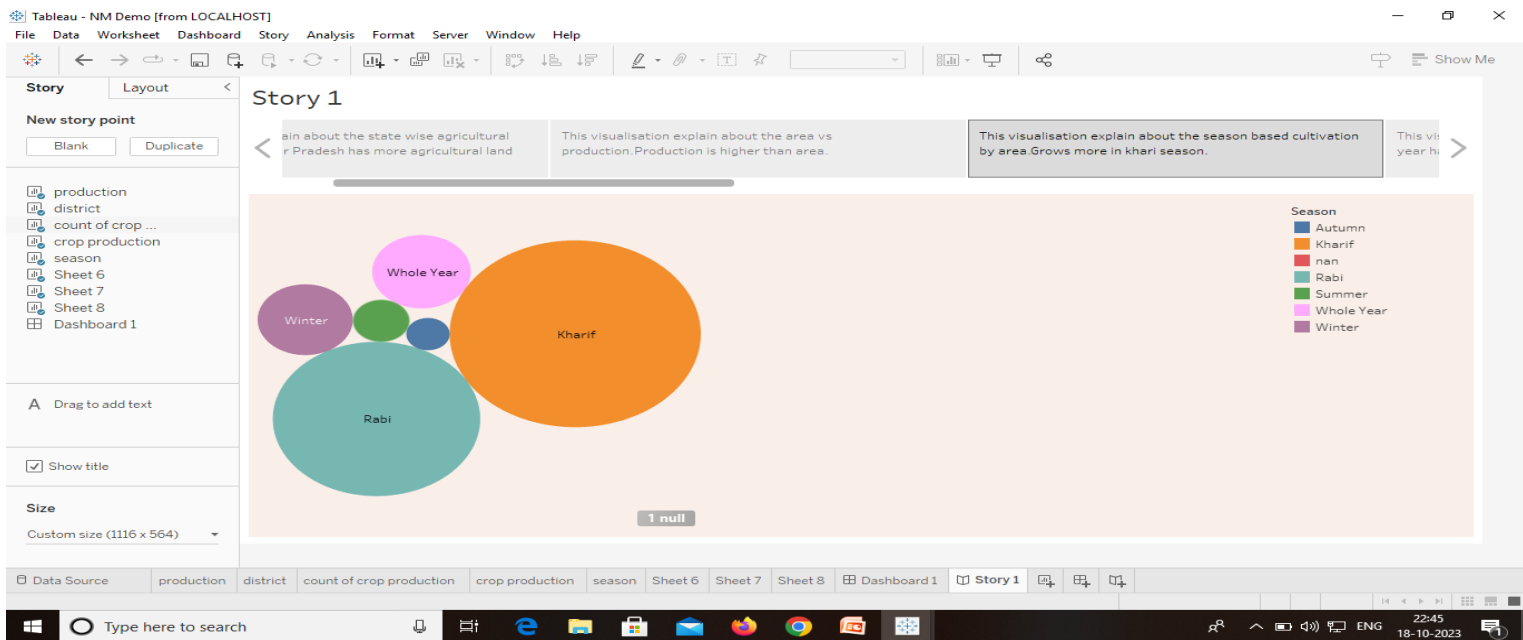 Tableau - NM Demo [from LOCALHOST]
File Data Worksheet Dashboard Story Analysis Format Server Window Help
Show Me
Story Layout
New story point
Blank Duplicate
production
district
count of crop ...
crop production
season
Sheet 6
Sheet 7
Sheet 8
Dashboard 1
A Drag to add text
Show title
Size
Custom size (1116 x 564)
Story 1
ain about the state wise agricultural
r Pradesh has more agricultural land
This visualisation explain about the area vs
production.Production is higher than area.
This visualisation explain about the season based cultivation
by area.Grows more in khari season.
This vi
year h
Whole Year
Winter
Kharif
Rabi
1 null
Season
Autumn
Kharif
nan
Rabi
Summer
Whole Year
Winter
Data Source production district count of crop production crop production season Sheet 6 Sheet 7 Sheet 8 Dashboard 1 Story 1
Type here to search
ENG
22:45
18-10-2023
1